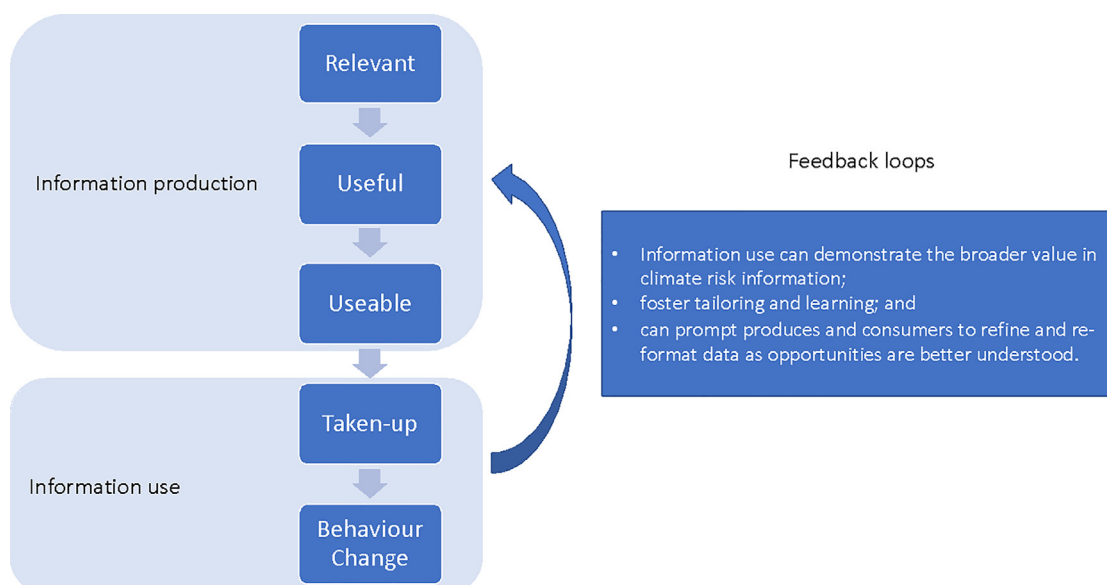 Relevant
Information production
Useful
Useable
Taken-up
Information use
Behaviour
Change
Feedback loops
• Information use can demonstrate the broader value in
climate risk information;
• foster tailoring and learning; and
• can prompt produces and consumers to refine and re-
format data as opportunities are better understood.